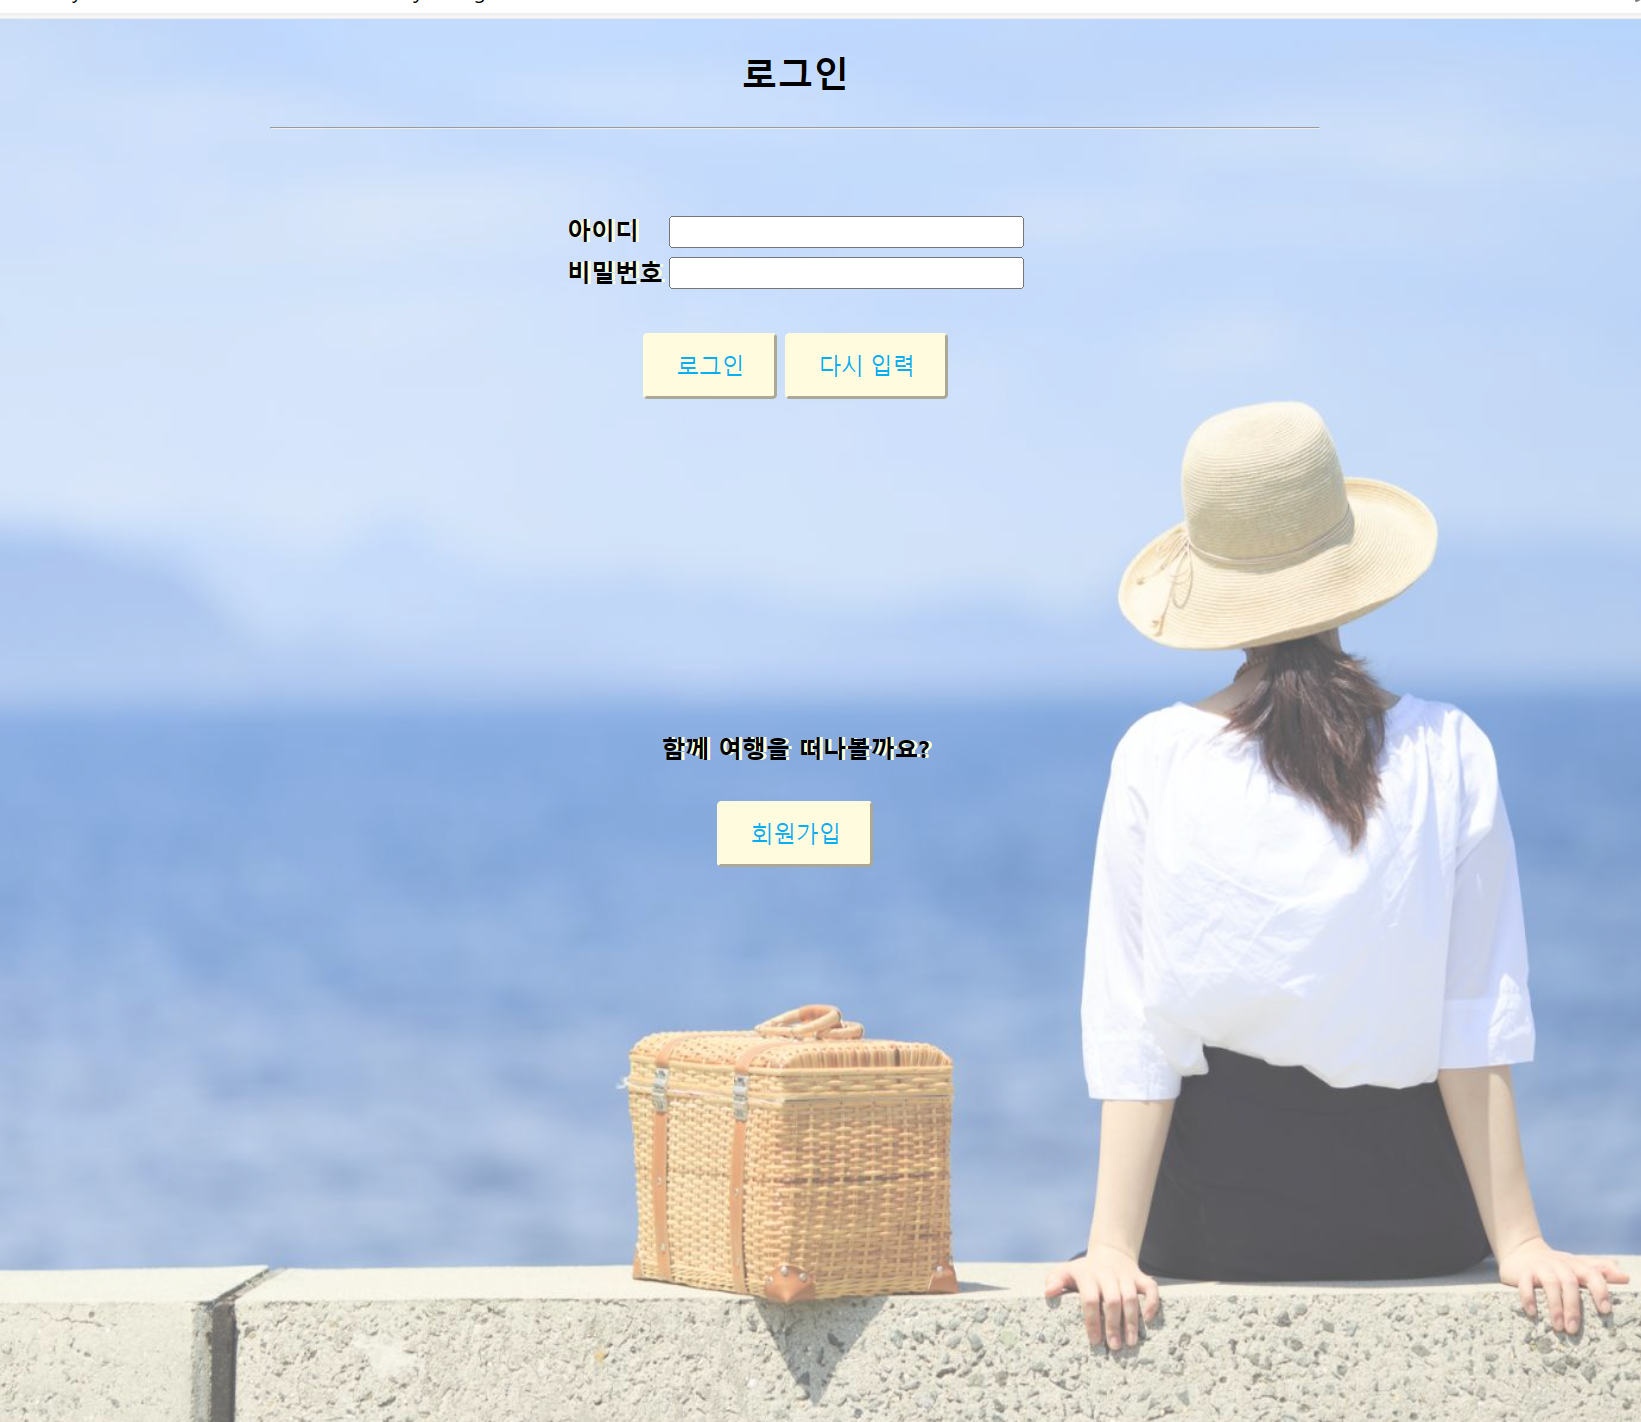 로그인
아이디
비밀번호
로그인 다시 입력
함께 여행을 떠나볼까요?
회원가입